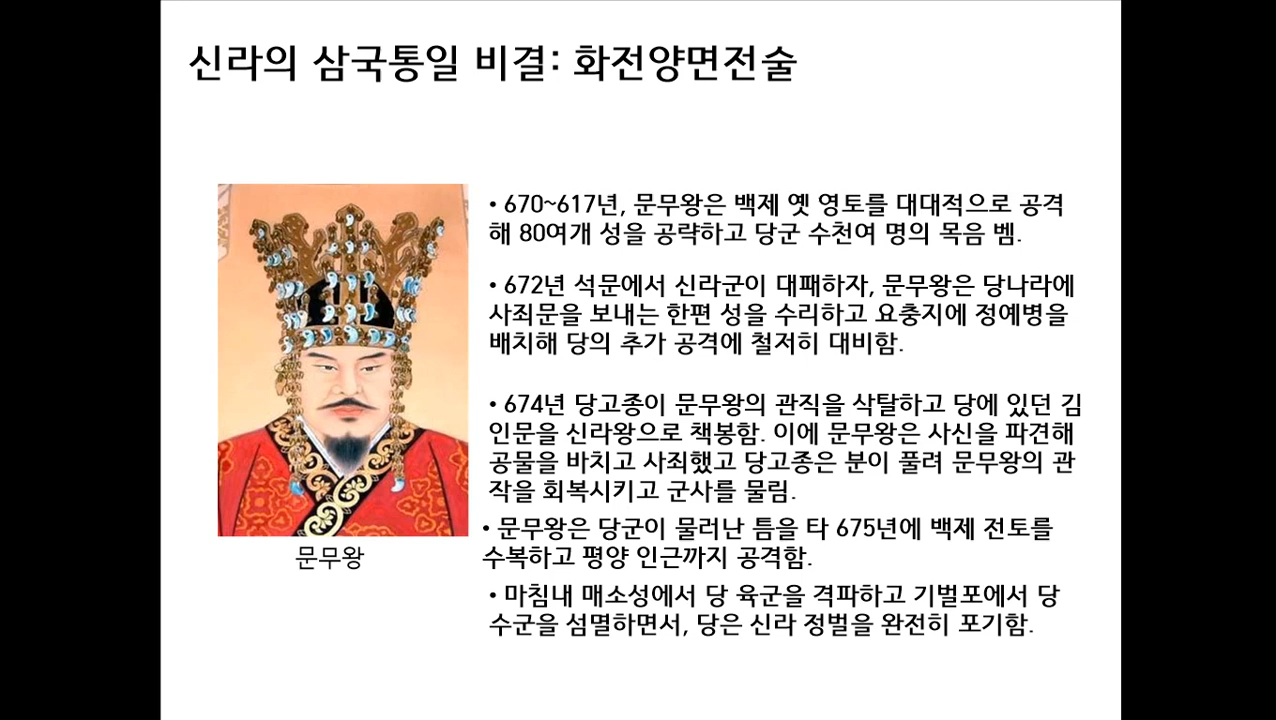 신라의 삼국통일 비결: 화전양면전술
• 670~617년, 문무왕은 백제 옛 영토를 대대적으로 공격
해 80여개 성을 공략하고 당군 수천여 명의 목음 벰.
• 672년 석문에서 신라군이 대패하자, 문무왕은 당나라에
사죄문을 보내는 한편 성을 수리하고 요충지에 정예병을
배치해 당의 추가 공격에 철저히 대비함.
• 674년 당고종이 문무왕의 관직을 삭탈하고 당에 있던 김
인문을 신라왕으로 책봉함. 이에 문무왕은 사신을 파견해
공물을 바치고 사죄했고 당고종은 분이 풀려 문무왕의 관
작을 회복시키고 군사를 물림.
• 문무왕은 당군이 물러난 틈을 타 675년에 백제 전토를
수복하고 평양 인근까지 공격함.
• 마침내 매소성에서 당 육군을 격파하고 기벌포에서 당
수군을 섬멸하면서, 당은 신라 정벌을 완전히 포기함.
문무왕